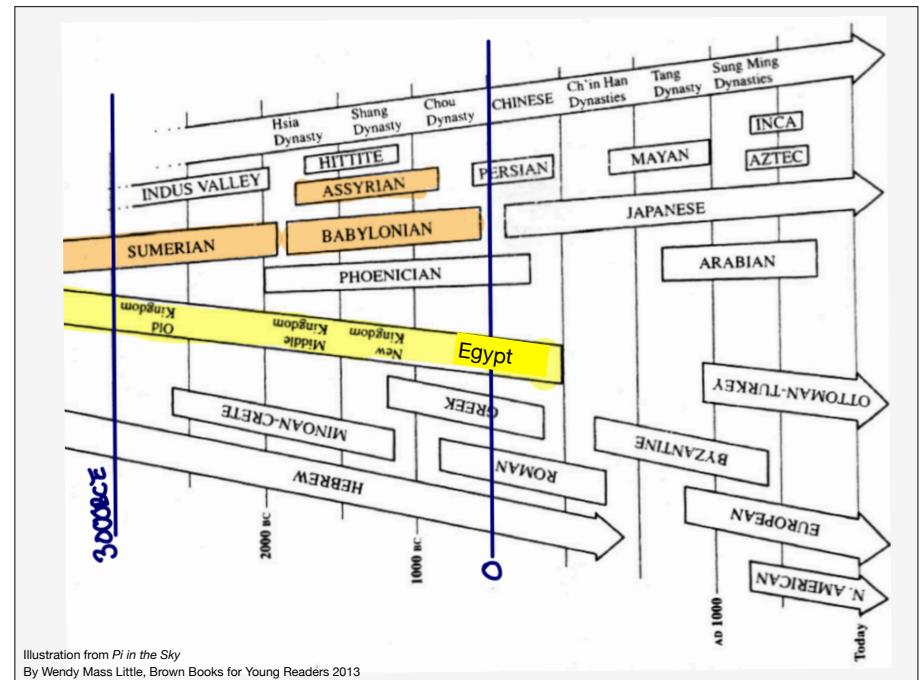 Hsia
Dynasty
Shang
Dynasty
Chou
Dynasty
CHINESE
Ch'in Han
Dynasties
Tang
Dynasty
Sung Ming
Dynasties
INCA
HITTITE
PERSIAN
MAYAN
AZTEC
INDUS VALLEY
ASSYRIAN
JAPANESE
SUMERIAN
BABYLONIAN
ARABIAN
PHOENICIAN
Old
Kingdom
Middle
Kingdom
New
Kingdom
Egypt
OTTOMAN-TURKEY
MINOAN-CRETE
GREEK
BYZANTINE
HEBREW
ROMAN
EUROPEAN
N. AMERICAN
3000BCE
2000 BC
1000 BC
0
AD 1000
Today
Illustration from Pi in the Sky
By Wendy Mass Little, Brown Books for Young Readers 2013